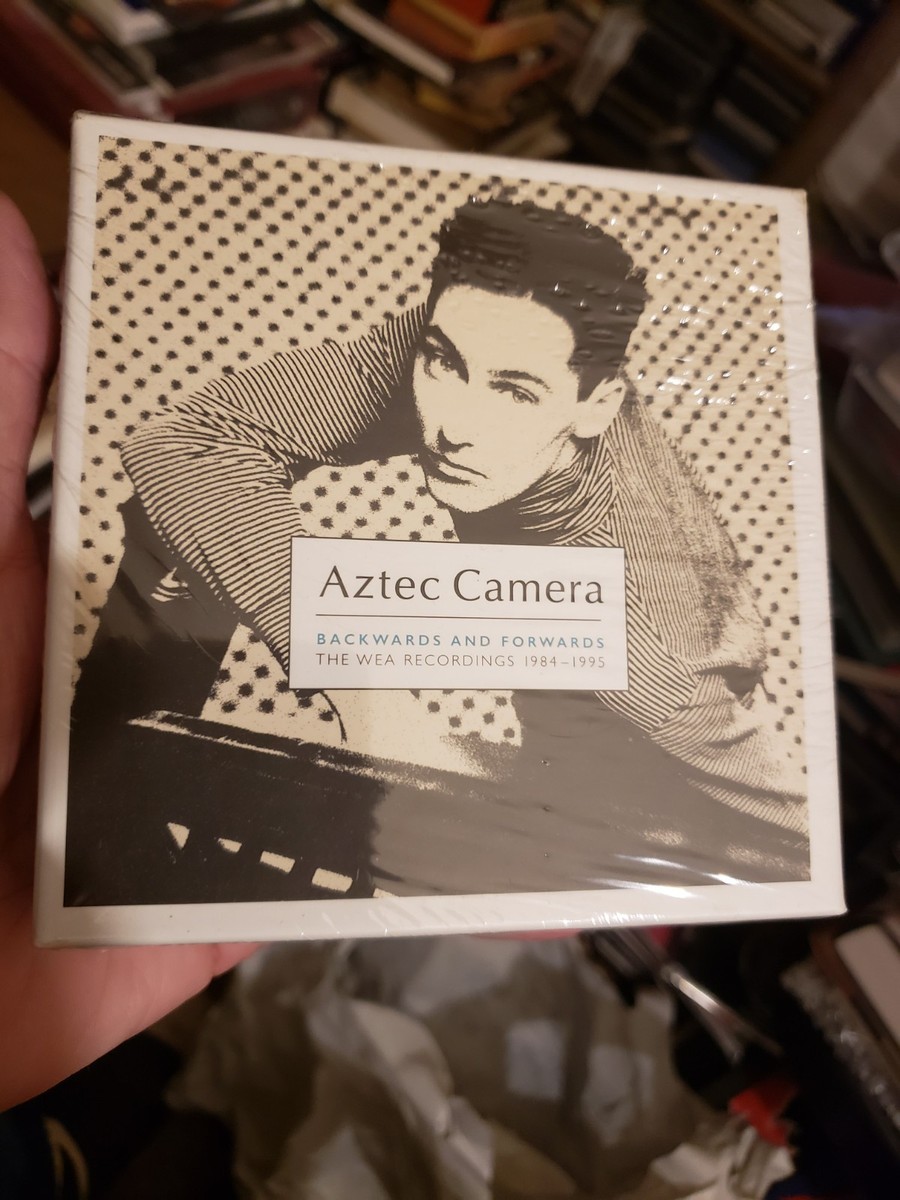 Aztec Camera
BACKWARDS AND FORWARDS
THE WEA RECORDINGS 1984–1995